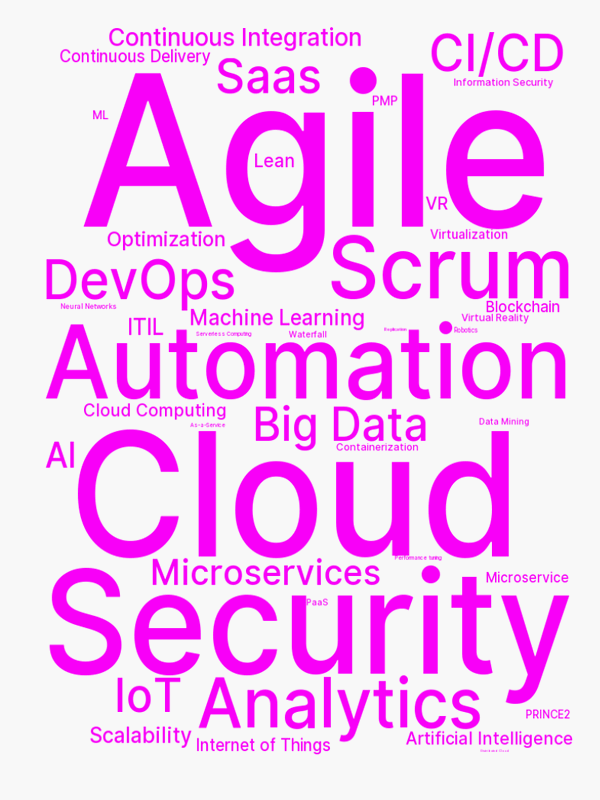 Continuous Integration
CI/CD
Continuous Delivery
Saas
Information Security
Agile
PMP
ML
Lean
VR
Optimization
Virtualization
Scrum
DevOps
Neural Networks
Blockchain
Machine Learning
Virtual Reality
ITIL
Serverless Computing
Waterfall
Robotics
Automation
Cloud Computing
Big Data
As-a-Service
Data Mining
AI
Containerization
Cloud
Performance tuning
Microservices
Microservice
Security
PaaS
IoT
Analytics
PRINCE2
Scalability
Internet of Things
Artificial Intelligence